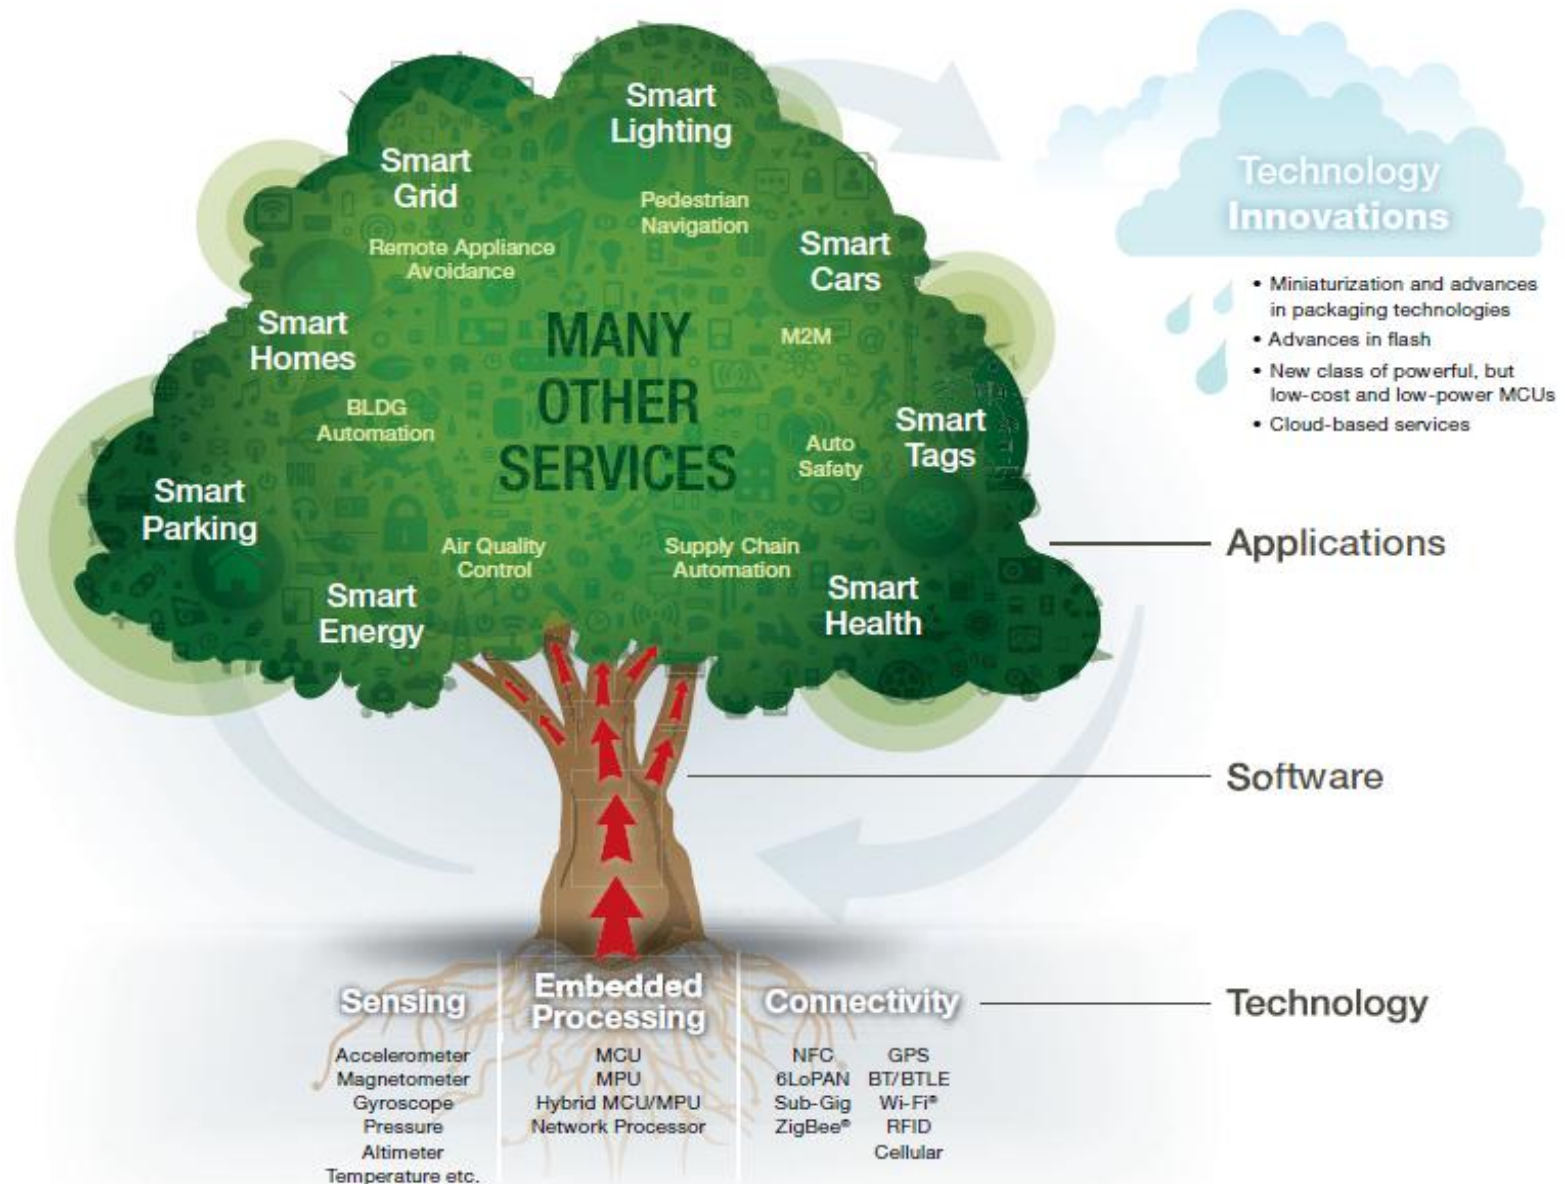 Smart
Lighting
Smart
Grid
Pedestrian
Navigation
Remote Appliance
Avoidance
Smart
Cars
Smart
Homes
M2M
MANY
OTHER
SERVICES
BLDG
Automation
Smart
Tags
Auto
Safety
Smart
Parking
Air Quality
Control
Supply Chain
Automation
Smart
Energy
Smart
Health
Technology
Innovations
• Miniaturization and advances
in packaging technologies
• Advances in flash
• New class of powerful, but
low-cost and low-power MCUs
• Cloud-based services
Applications
Software
Technology
Sensing
Accelerometer
Magnetometer
Gyroscope
Pressure
Altimeter
Temperature etc.
Embedded
Processing
MCU
MPU
Hybrid MCU/MPU
Network Processor
Connectivity
NFC GPS
6LoPAN BT/BTLE
Sub-Gig Wi-Fi®
ZigBee® RFID
Cellular